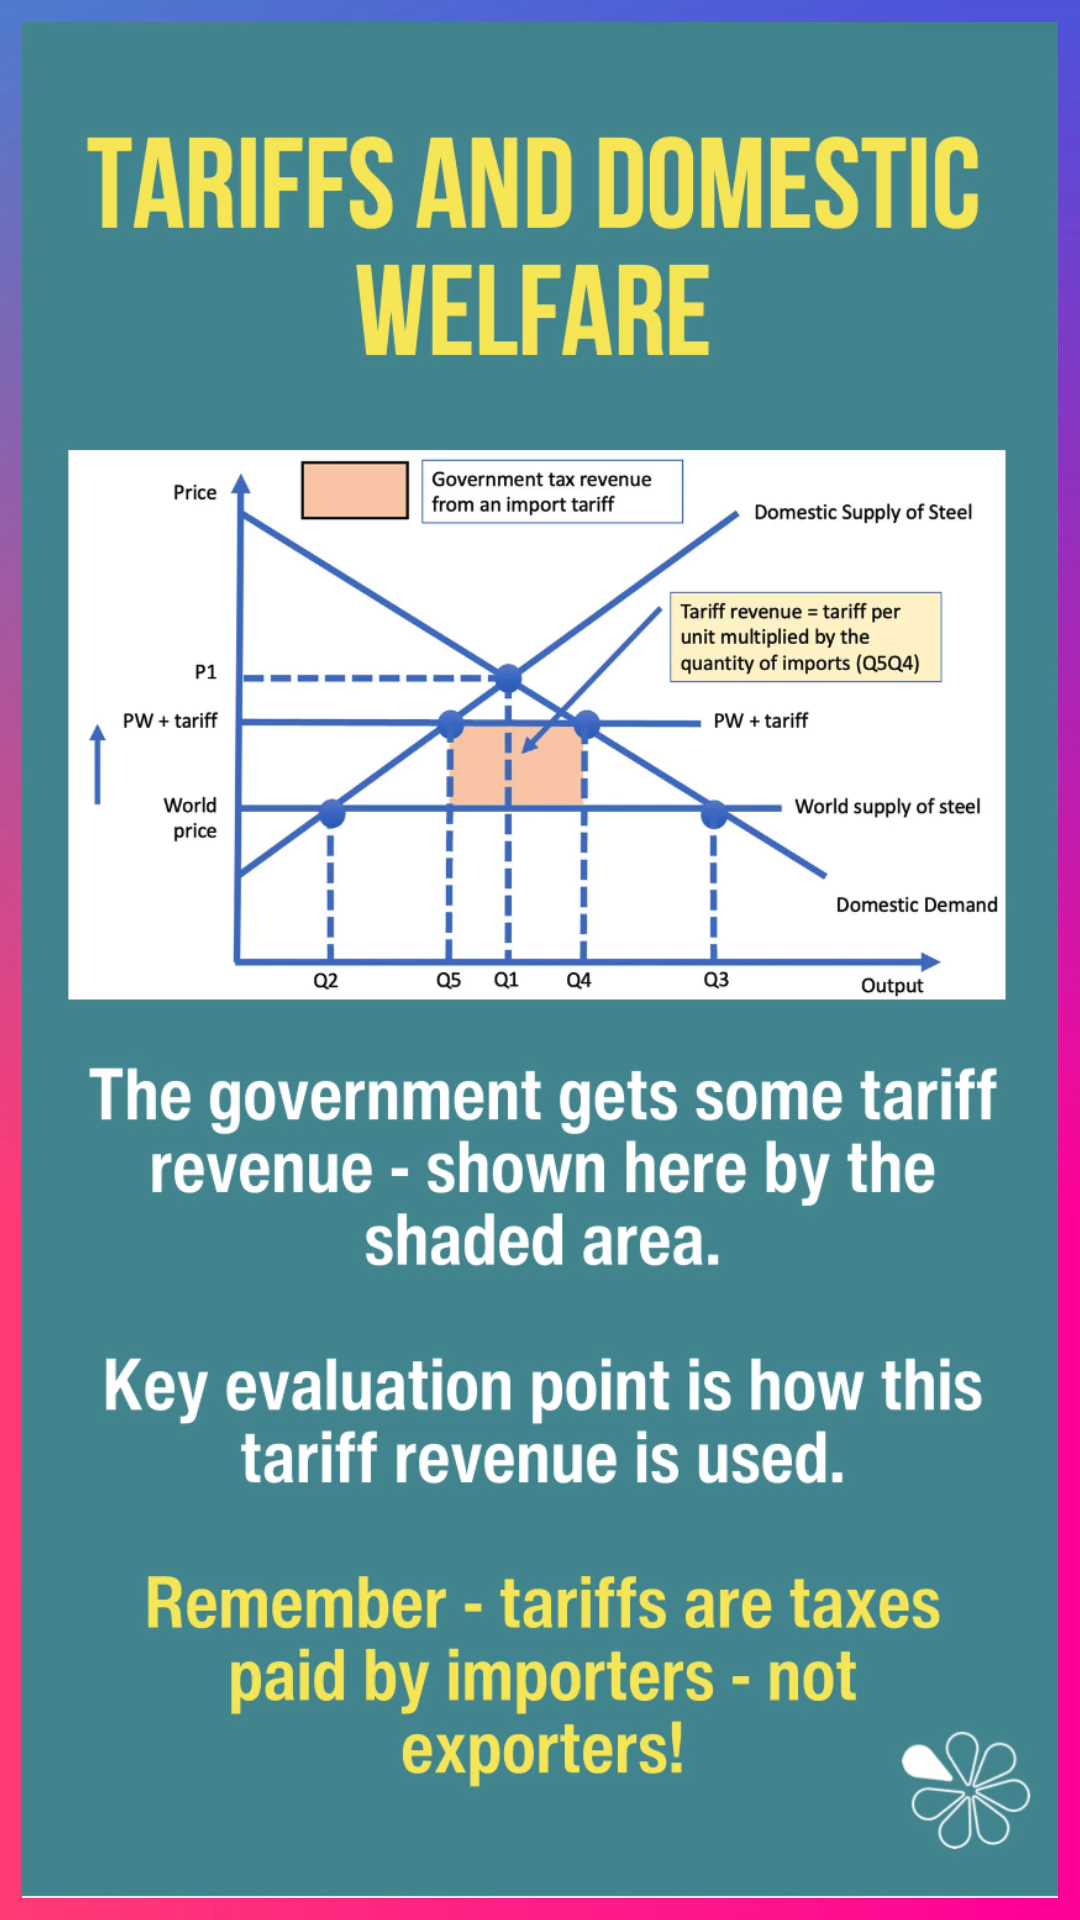 TARIFFS AND DOMESTIC
WELFARE
Price
Government tax revenue
from an import tariff
Domestic Supply of Steel
Tariff revenue = tariff per
unit multiplied by the
quantity of imports (Q5Q4)
P1
PW + tariff
PW + tariff
World
price
World supply of steel
Domestic Demand
Q2
Q5
Q1
Q4
Q3
Output
The government gets some tariff
revenue - shown here by the
shaded area.
Key evaluation point is how this
tariff revenue is used.
Remember - tariffs are taxes
paid by importers - not
exporters!